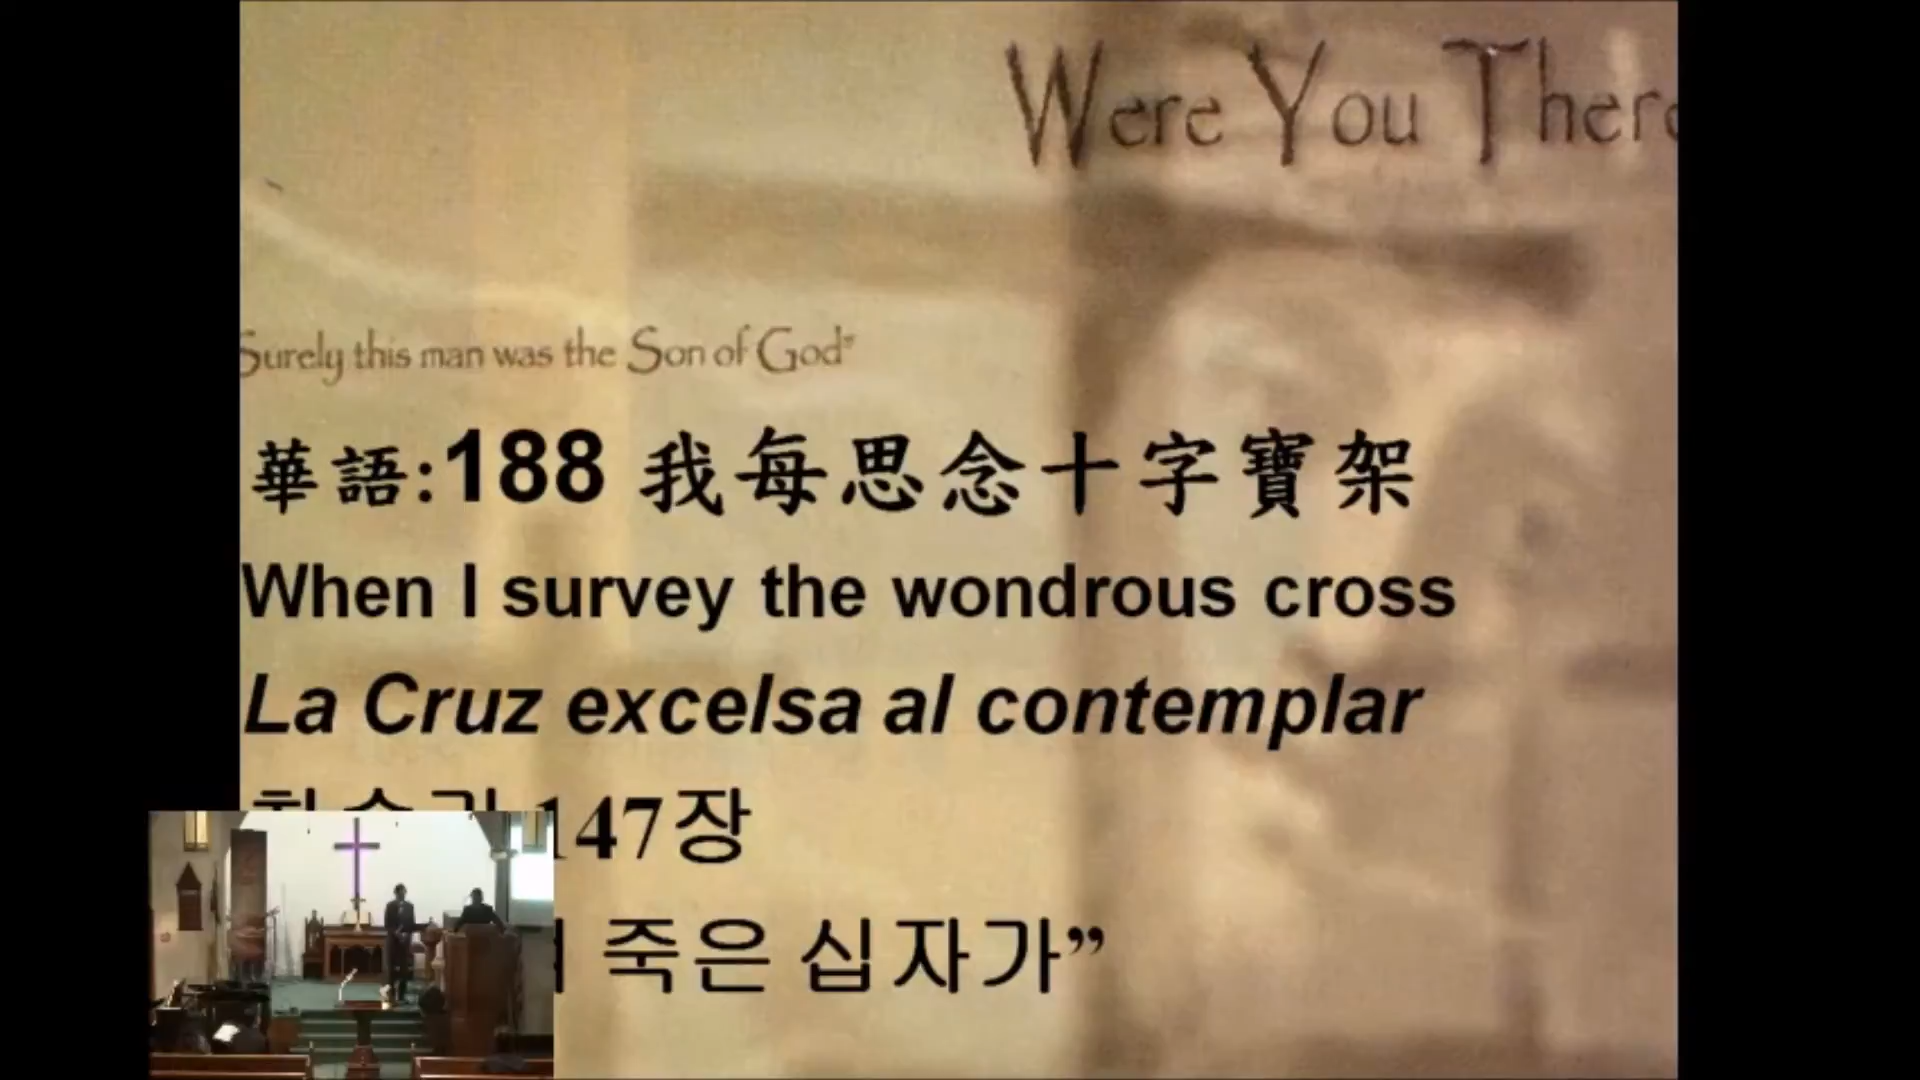 Were You There
Surely this man was the Son of God"
華語:188 我每思念十字寶架
When I survey the wondrous cross
La Cruz excelsa al contemplar
147장
죽은 십자가”